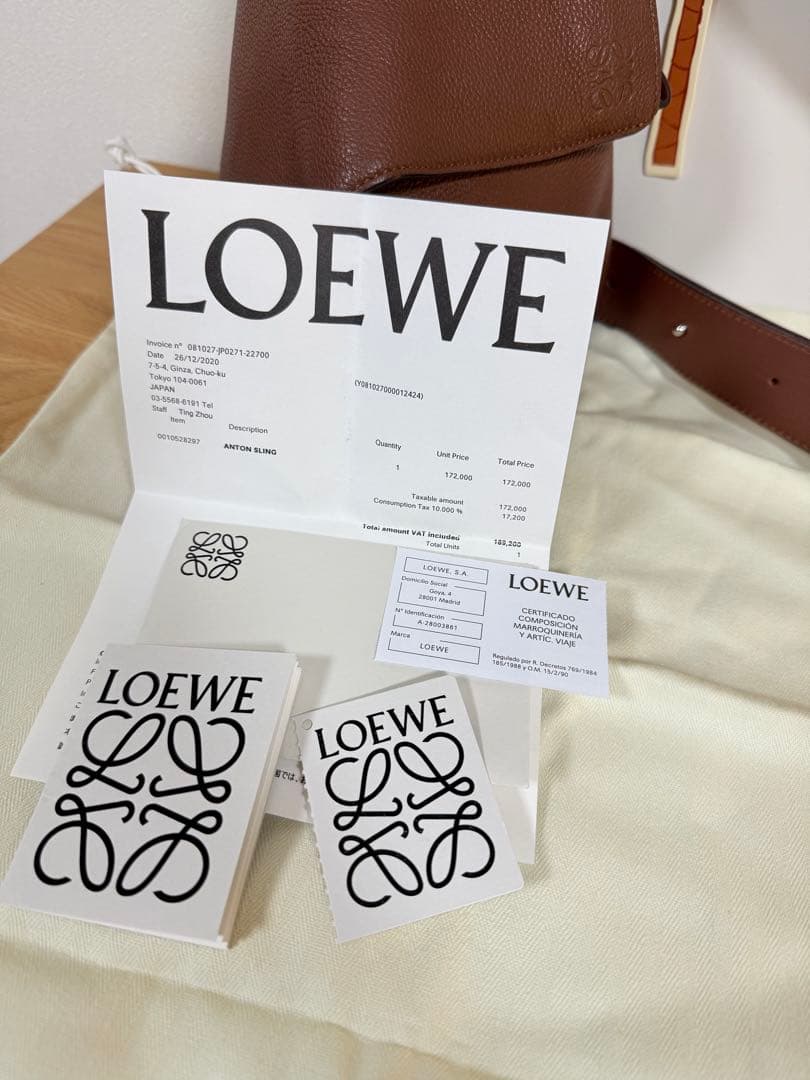 LOEWE
Invoice n° 081027-JP0271-22700
Date 26/12/2020
7-5-4, Ginza, Chuo-ku
Tokyo 104-0061
JAPAN
03-5568-6191 Tel
Staff Ting Zhou
(Y081027000012424)
Item Description Quantity Unit Price Total Price
0010528297 ANTON SLING 1 172,000 172,000
Taxable amount 172,000
Consumption Tax 10.000 % 17,200
Total amount VAT included 189,200
Total Units 1
LOEWE, S.A.
Domicilio Social
Goya, 4
28001 Madrid
N° Identificación
A-28003861
Marca
LOEWE
LOEWE
CERTIFICADO
COMPOSICIÓN
MARROQUINERÍA
Y ARTÍC. VIAJE
Regulado por R. Decretos 769/1984
185/1988 y O.M. 15/2/90
LOEWE
LOEWE